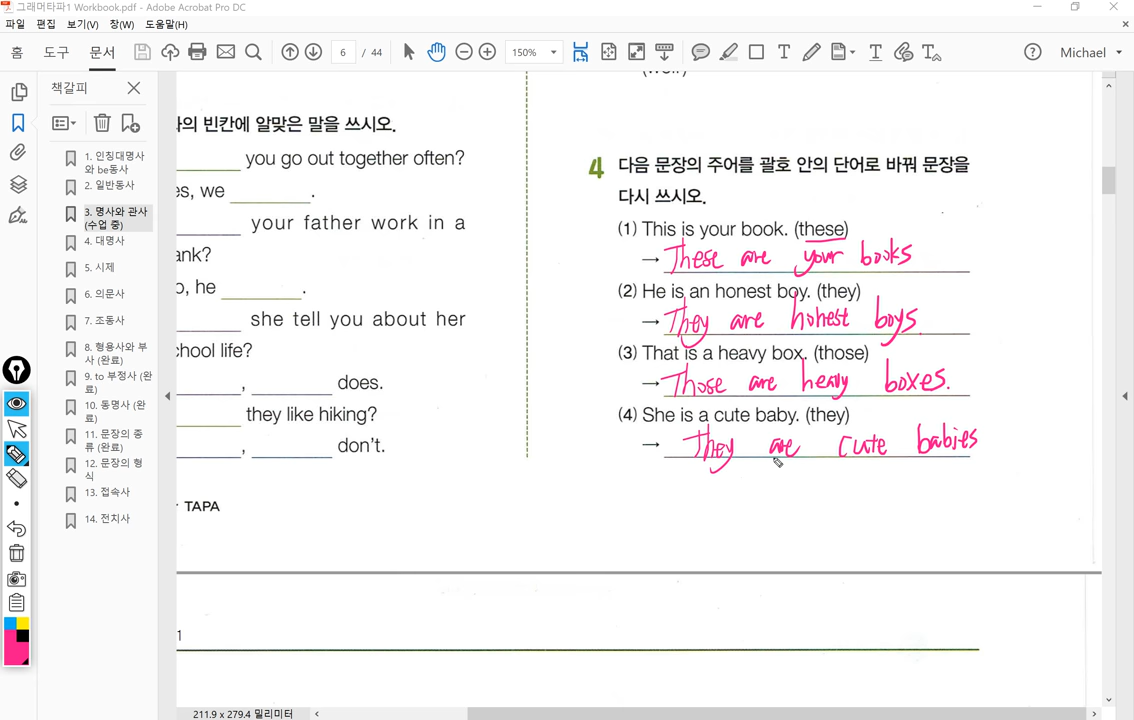 그래머타파1 Workbook.pdf - Adobe Acrobat Pro DC
파일 편집 보기(V) 창(W) 도움말(H)
홈 도구 문서 6 / 44 150% Michael
책갈피
1. 인칭대명사
와 be동사
2. 일반동사
3. 명사와 관사
(수업 중)
4. 대명사
5. 시제
6. 의문사
7. 조동사
8. 형용사와 부
사 (완료)
9. to 부정사 (완
료)
10. 동명사 (완
료)
11. 문장의 종
류 (완료)
12. 문장의 형
식
13. 접속사
14. 전치사
의 빈칸에 알맞은 말을 쓰시오.
you go out together often?
es, we .
your father work in a
ank?
o, he .
she tell you about her
chool life?
, does.
they like hiking?
, don't.
TAPA
4 다음 문장의 주어를 괄호 안의 단어로 바꿔 문장을
다시 쓰시오.
(1) This is your book. (these)
→ These are your books
(2) He is an honest boy. (they)
→ They are honest boys.
(3) That is a heavy box. (those)
→ Those are heavy boxes.
(4) She is a cute baby. (they)
→ They are cute babies
1
211.9 x 279.4 밀리미터